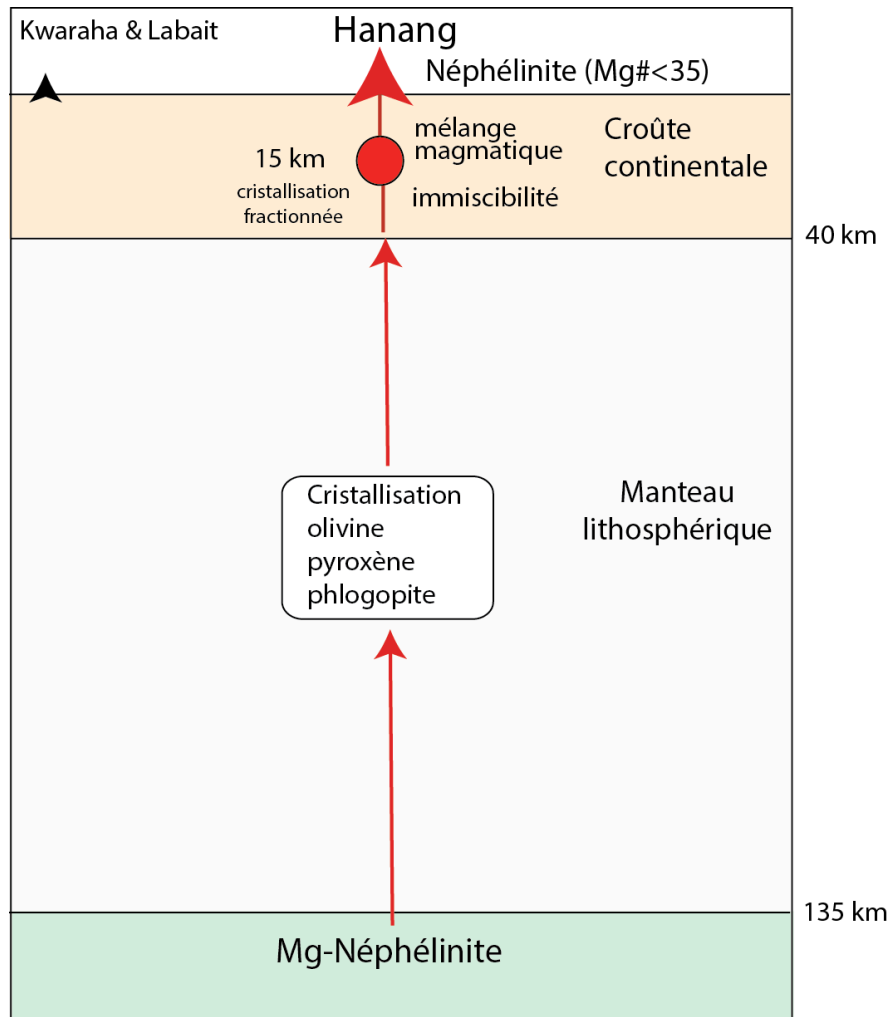 Kwaraha & Labait
Hanang
Néphélinite (Mg#<35)
15 km
cristallisation
fractionnée
mélange
magmatique
immiscibilité
Croûte
continentale
40 km
Cristallisation
olivine
pyroxène
phlogopite
Manteau
lithosphérique
135 km
Mg-Néphélinite